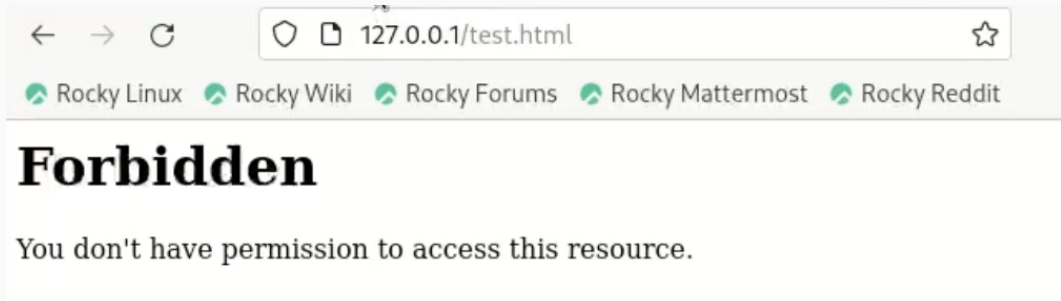 127.0.0.1/test.html
Rocky Linux Rocky Wiki Rocky Forums Rocky Mattermost Rocky Reddit
Forbidden
You don't have permission to access this resource.